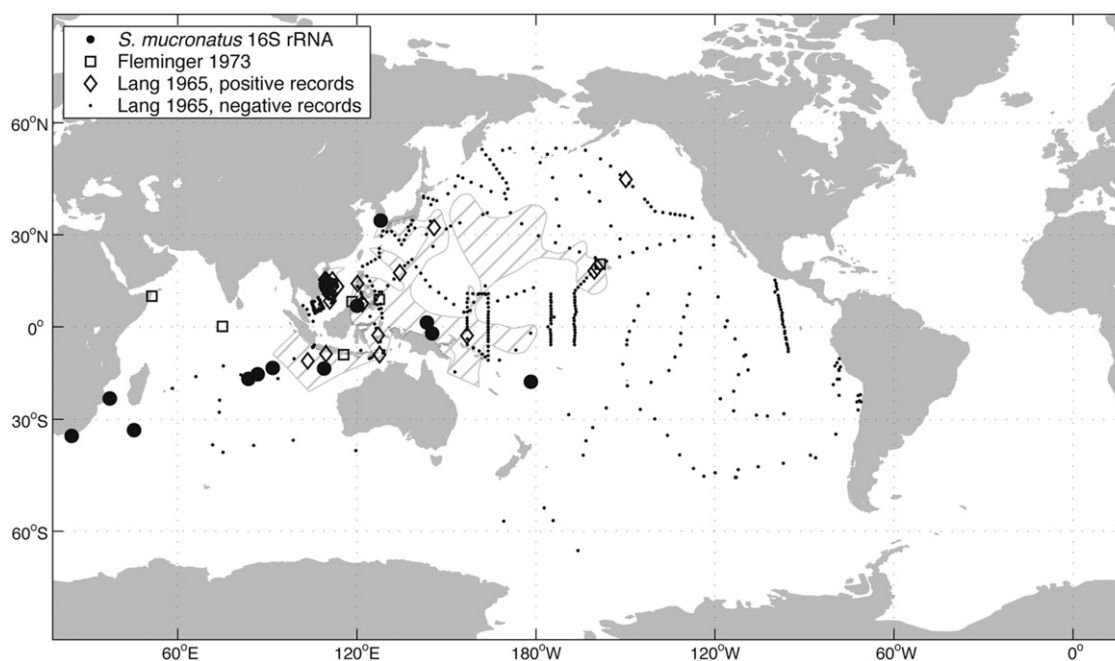 S. mucronatus 16S rRNA
Fleminger 1973
Lang 1965, positive records
Lang 1965, negative records
60°N
30°N
0°
30°S
60°S
60°E 120°E 180°W 120°W 60°W 0°